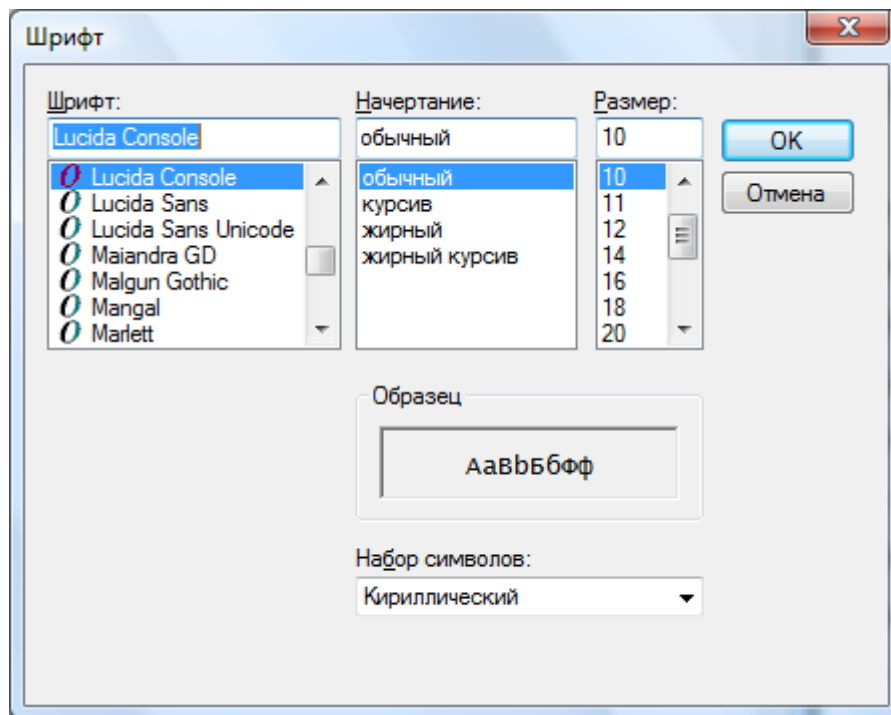 Шрифт
Шрифт:
Lucida Console
Lucida Console
Lucida Sans
Lucida Sans Unicode
Maiandra GD
Malgun Gothic
Mangal
Marlett
Начертание:
обычный
обычный
курсив
жирный
жирный курсив
Размер:
10
10
11
12
14
16
18
20
OK
Отмена
Образец
АаBbБбФф
Набор символов:
Кириллический